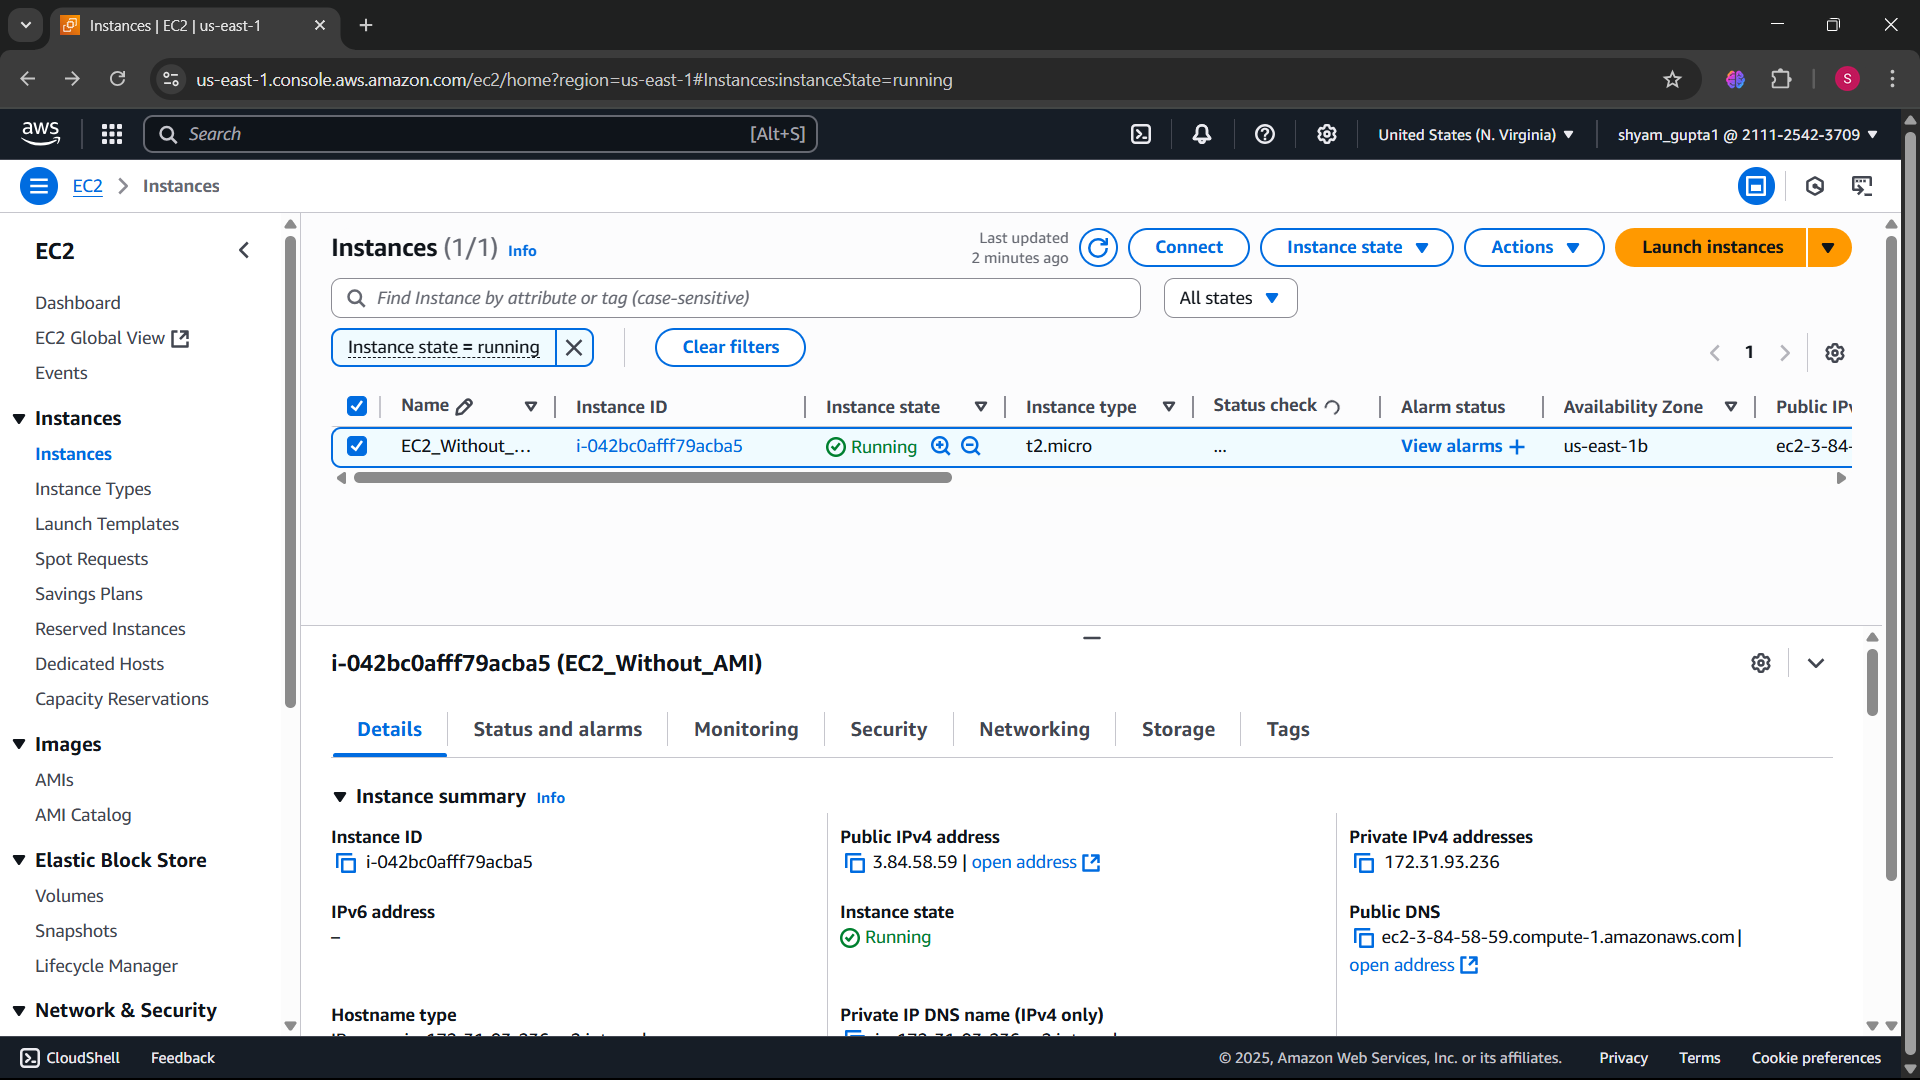 Instances | EC2 | us-east-1
us-east-1.console.aws.amazon.com/ec2/home?region=us-east-1#Instances:instanceState=running
S
aws
Search
[Alt+S]
United States (N. Virginia)
shyam_gupta1 @ 2111-2542-3709
EC2
Instances
EC2
Dashboard
EC2 Global View
Events
Instances
Instances
Instance Types
Launch Templates
Spot Requests
Savings Plans
Reserved Instances
Dedicated Hosts
Capacity Reservations
Images
AMIs
AMI Catalog
Elastic Block Store
Volumes
Snapshots
Lifecycle Manager
Network & Security
Instances (1/1) Info
Last updated
2 minutes ago
Connect
Instance state
Actions
Launch instances
Find Instance by attribute or tag (case-sensitive)
All states
Instance state = running
Clear filters
1
Name Instance ID Instance state Instance type Status check Alarm status Availability Zone Public IPv
EC2_Without_... i-042bc0afff79acba5 Running t2.micro ... View alarms + us-east-1b ec2-3-84-
i-042bc0afff79acba5 (EC2_Without_AMI)
Details
Status and alarms
Monitoring
Security
Networking
Storage
Tags
Instance summary Info
Instance ID
i-042bc0afff79acba5
Public IPv4 address
3.84.58.59 | open address
Private IPv4 addresses
172.31.93.236
IPv6 address
–
Instance state
Running
Public DNS
ec2-3-84-58-59.compute-1.amazonaws.com |
open address
Hostname type
Private IP DNS name (IPv4 only)
CloudShell
Feedback
© 2025, Amazon Web Services, Inc. or its affiliates.
Privacy
Terms
Cookie preferences